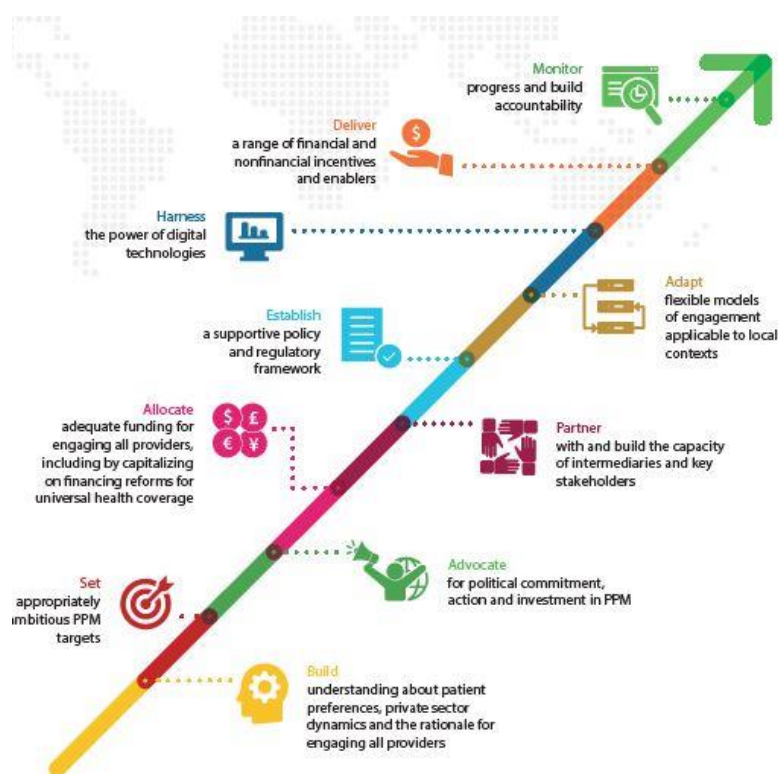 Monitor
progress and build
accountability
Deliver
a range of financial and
nonfinancial incentives
and enablers
Harness
the power of digital
technologies
Adapt
flexible models
of engagement
applicable to local
contexts
Establish
a supportive policy
and regulatory
framework
Allocate
adequate funding for
engaging all providers,
including by capitalizing
on financing reforms for
universal health coverage
$ £
€ ¥
Partner
with and build the capacity
of intermediaries and key
stakeholders
Advocate
for political commitment,
action and investment in PPM
Set
appropriately
mbitious PPM
targets
Build
understanding about patient
preferences, private sector
dynamics and the rationale for
engaging all providers